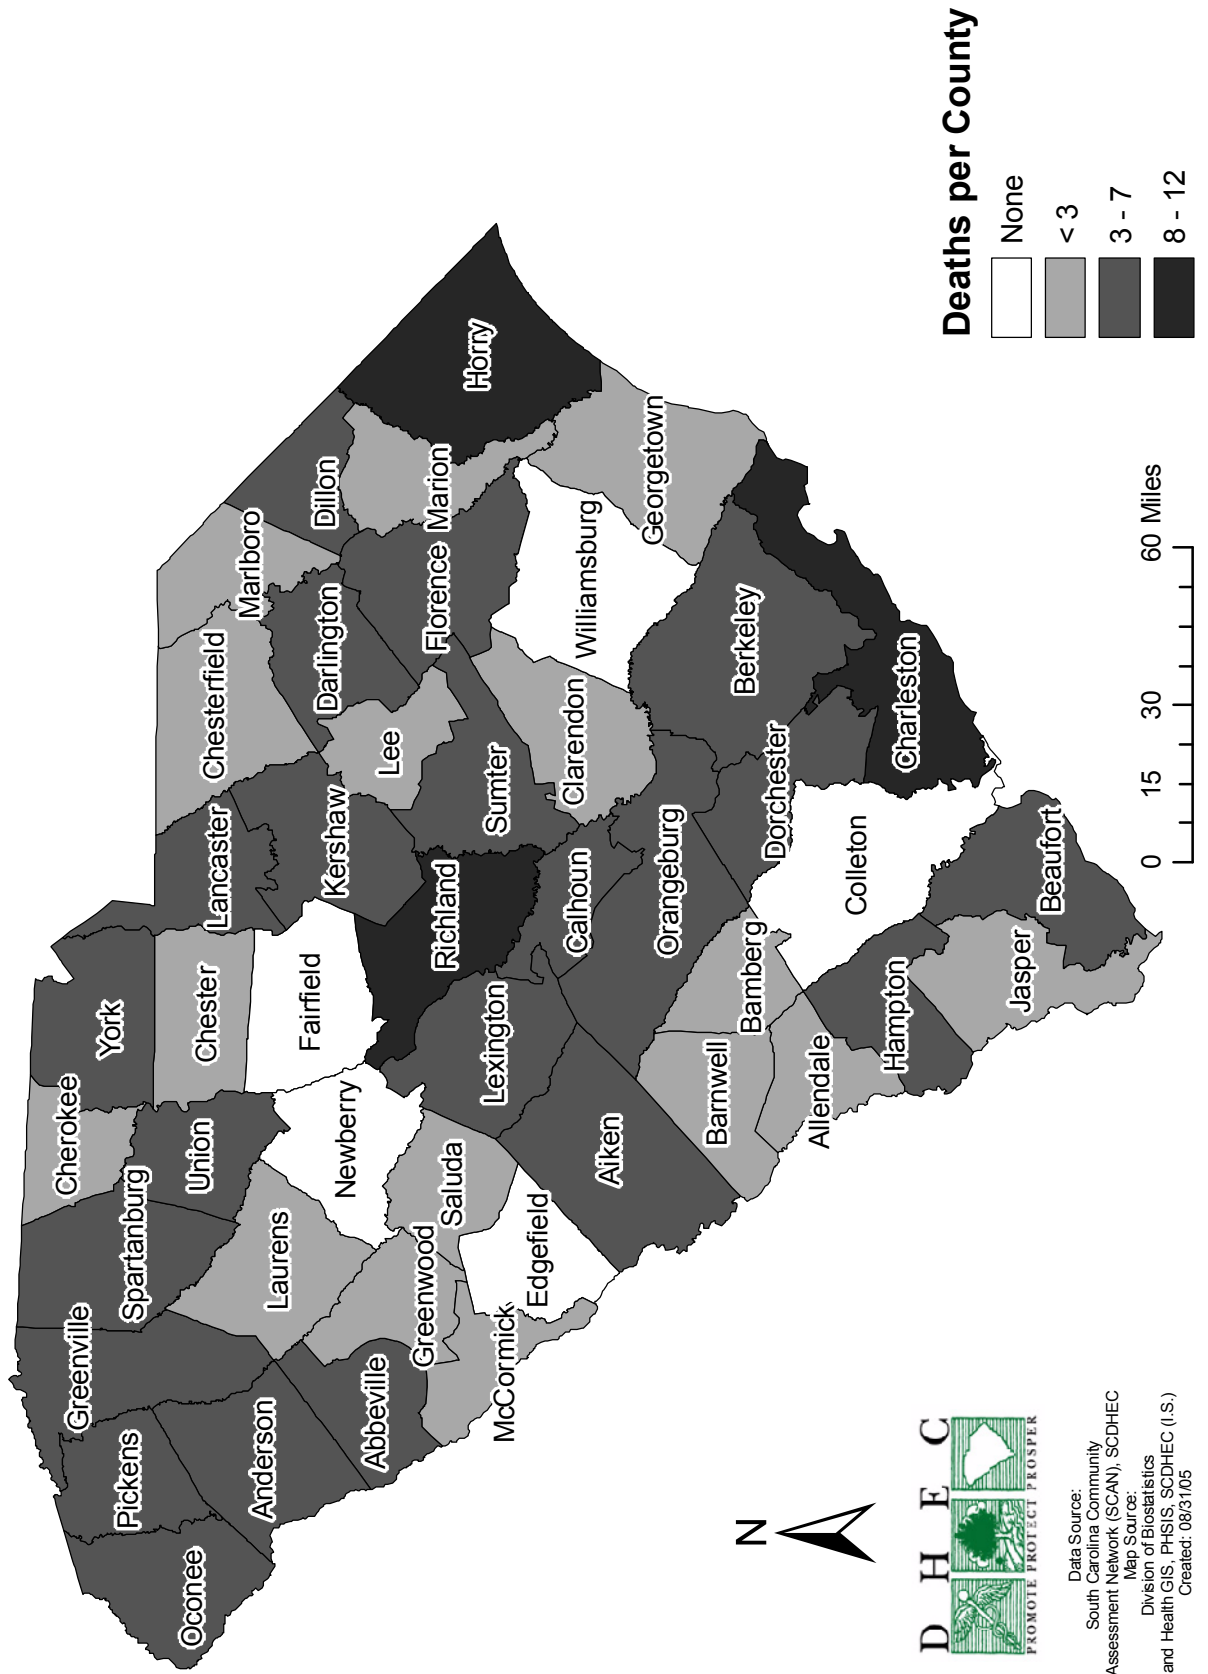 Oconee
Pickens
Greenville
Anderson
Spartanburg
Cherokee
York
Union
Chester
Lancaster
Chesterfield
Marlboro
Laurens
Abbeville
Greenwood
McCormick
Newberry
Saluda
Edgefield
Fairfield
Kershaw
Lee
Darlington
Dillon
Florence
Marion
Horry
Richland
Lexington
Sumter
Calhoun
Clarendon
Williamsburg
Georgetown
Aiken
Orangeburg
Barnwell
Bamberg
Allendale
Hampton
Dorchester
Berkeley
Charleston
Colleton
Jasper
Beaufort
N
D H E C
PROMOTE PROTECT PROSPER
Data Source:
South Carolina Community
Assessment Network (SCAN), SCDHEC
Map Source:
Division of Biostatistics
and Health GIS, PHSIS, SCDHEC (I.S.)
Created: 08/31/05
0 15 30 60 Miles
Deaths per County
None
< 3
3 - 7
8 - 12